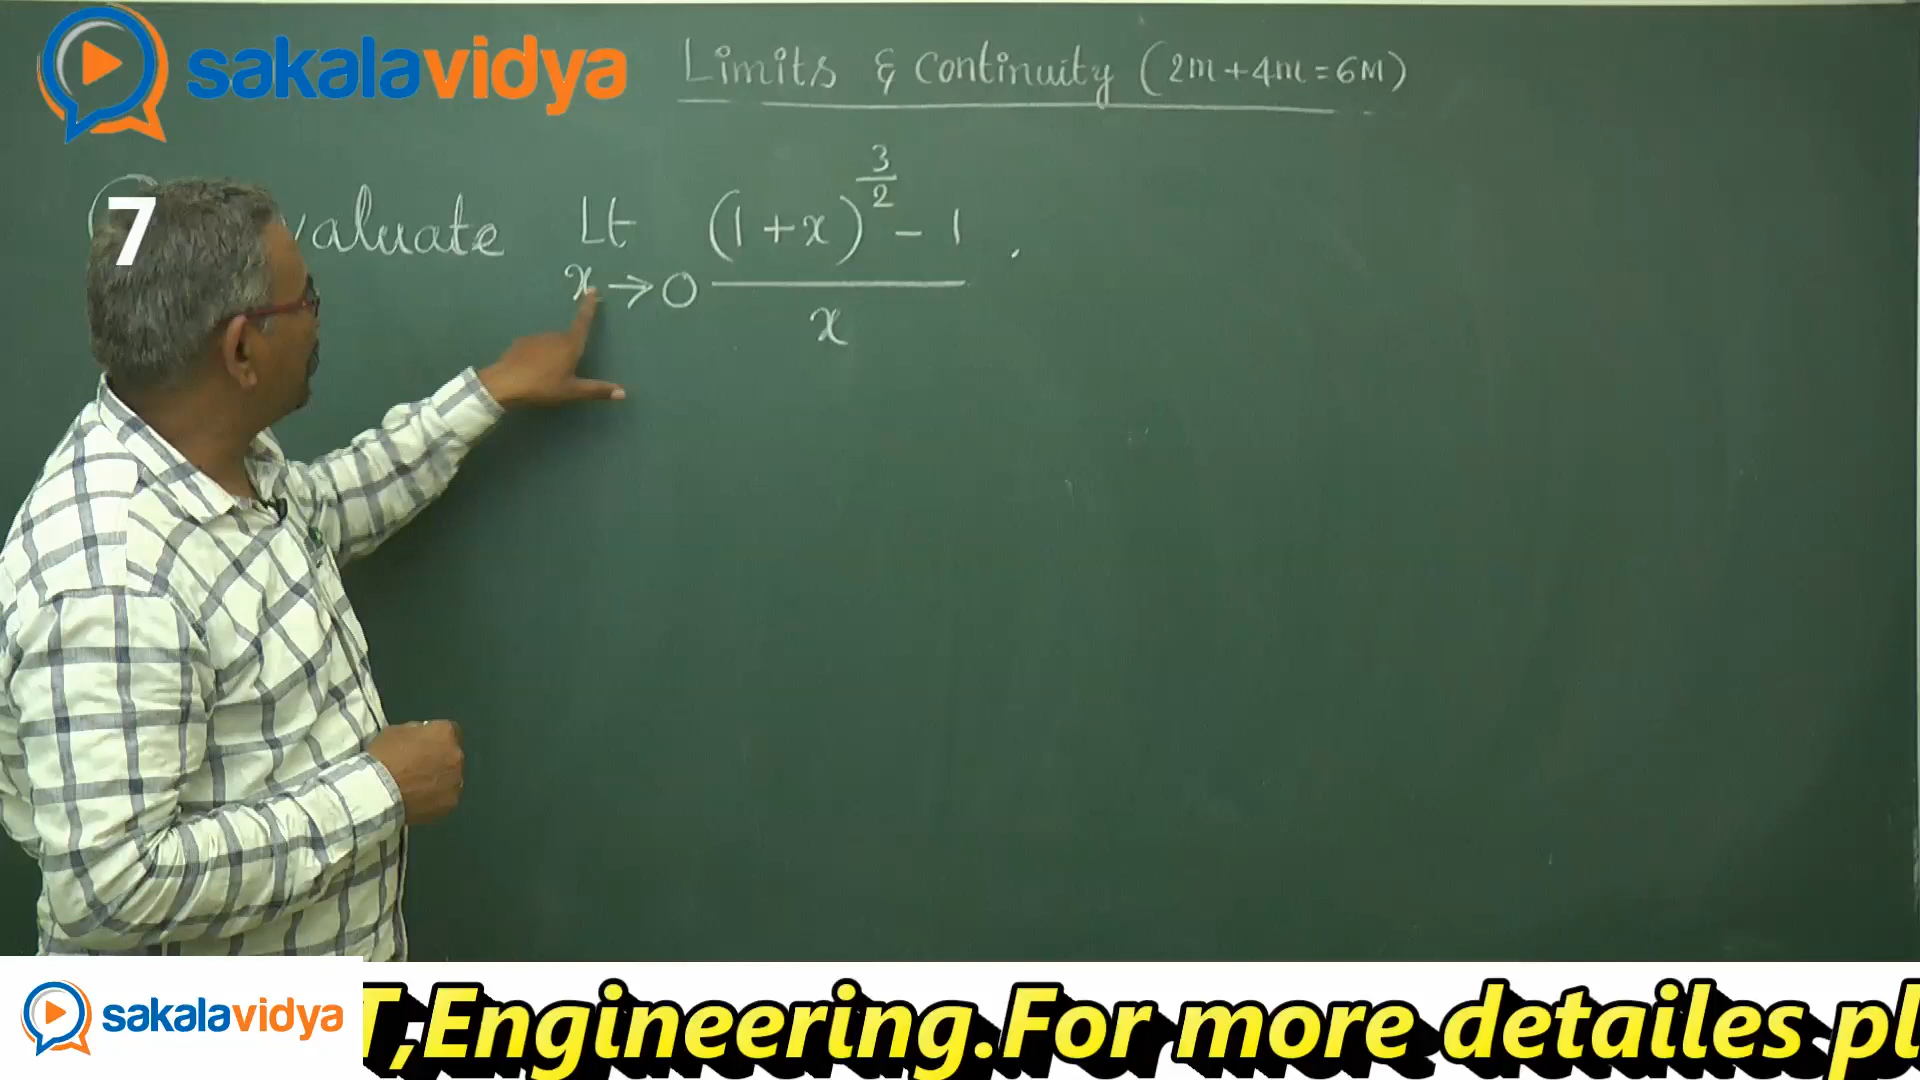 sakalavidya
Limits & Continuity (2m+4m=6M)
7
valuate Lt x→0 ((1+x)^(3/2) - 1)/x .
sakalavidya
T,Engineering.For more detailes pl